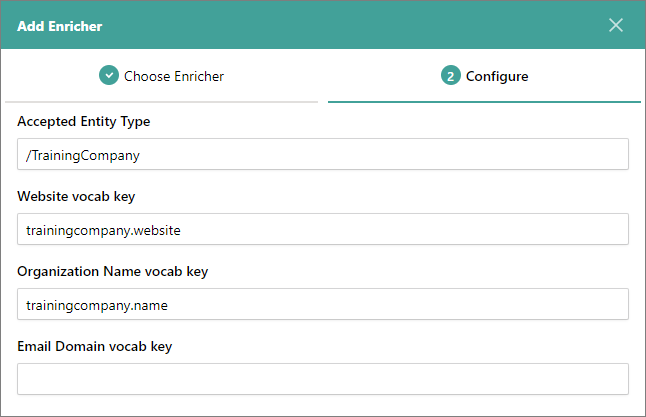 Add Enricher
Choose Enricher
2 Configure
Accepted Entity Type
/TrainingCompany
Website vocab key
trainingcompany.website
Organization Name vocab key
trainingcompany.name
Email Domain vocab key